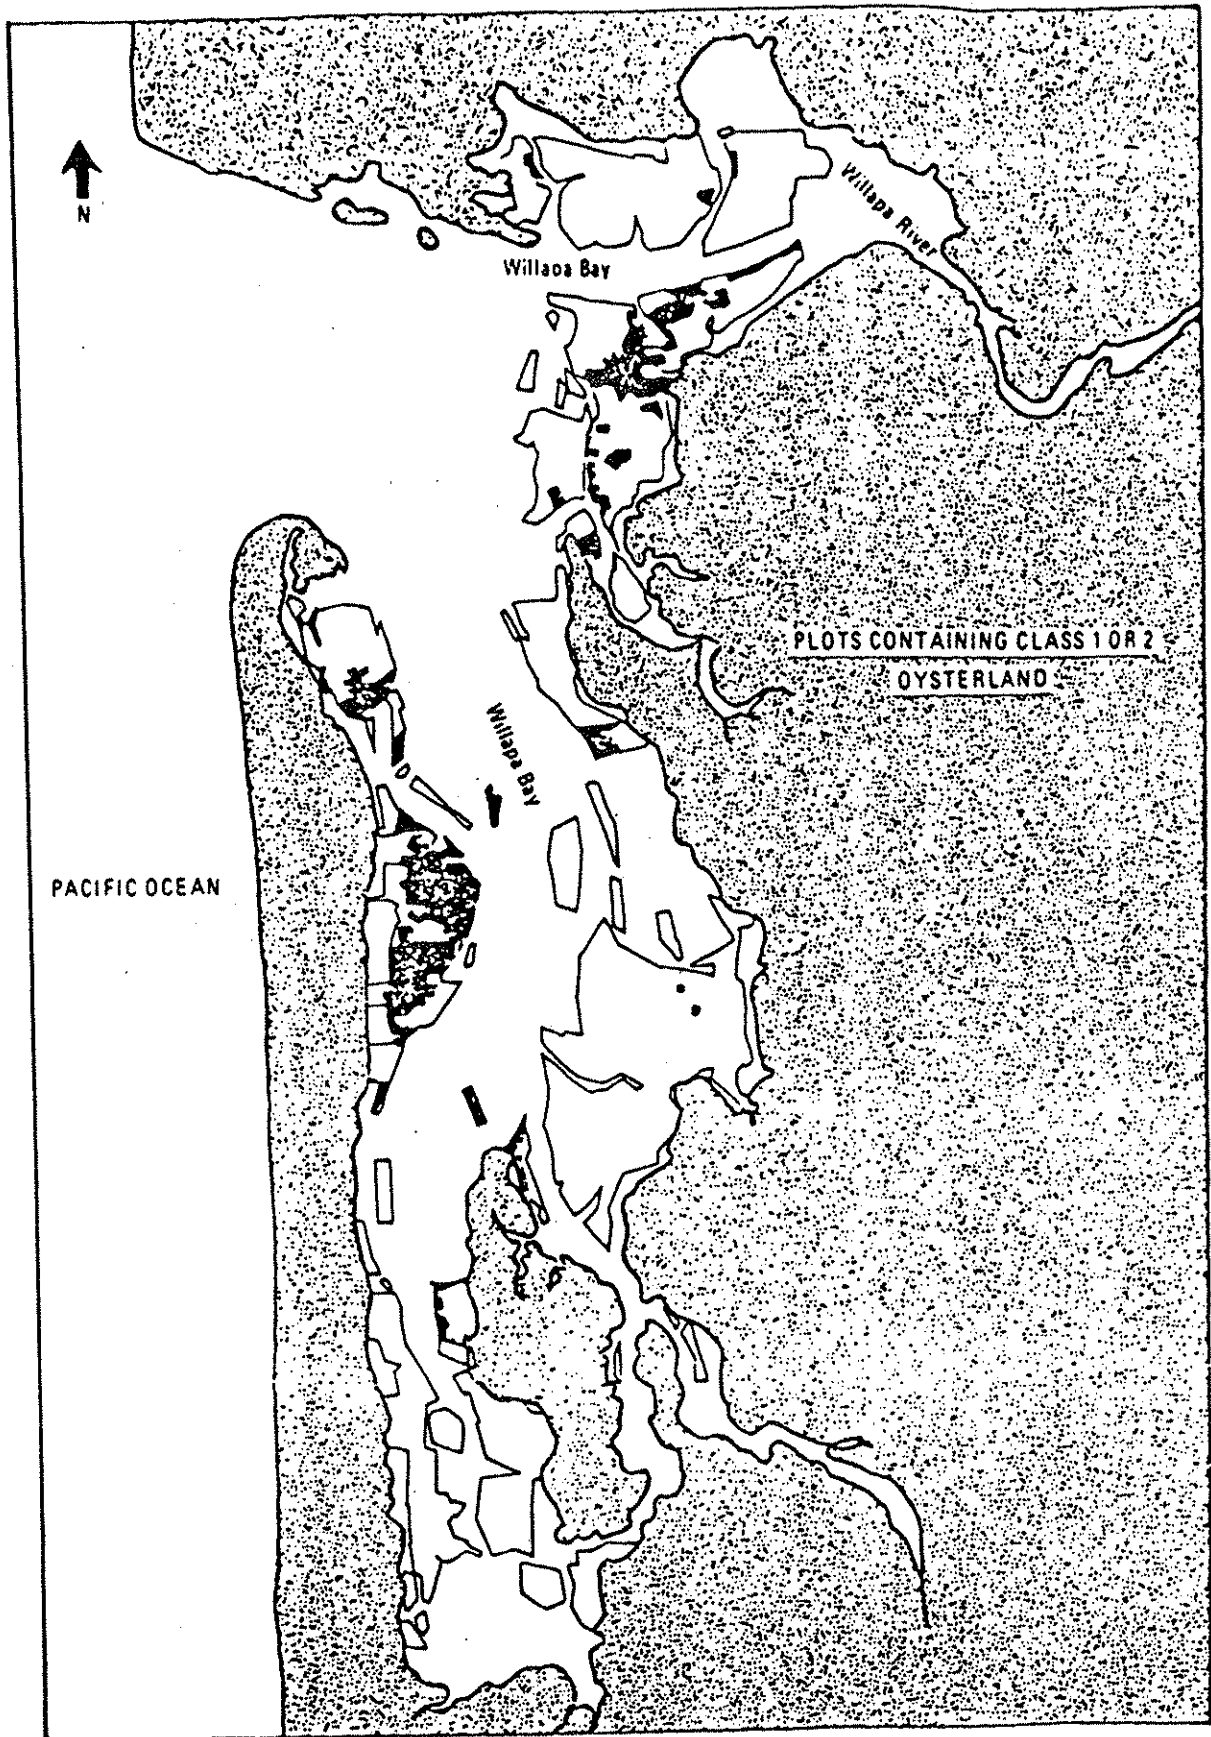 N
Willapa River
Willapa Bay
PLOTS CONTAINING CLASS 1 OR 2
OYSTERLAND
Willapa Bay
PACIFIC OCEAN